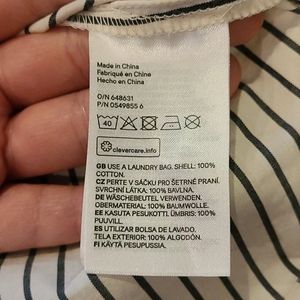 Made in China
Fabriqué en Chine
Hecho en China
O/N 648631
P/N 0549855 6
40
clevercare.info
GB USE A LAUNDRY BAG. SHELL: 100%
COTTON.
CZ PERTE V SÁČKU PRO ŠETRNÉ PRANÍ.
SVRCHNÍ LÁTKA: 100% BAVLNA.
DE WÄSCHEBEUTEL VERWENDEN.
OBERMATERIAL: 100% BAUMWOLLE.
EE KASUTA PESUKOTTI. ÜMBRIS: 100%
PUUVILL.
ES UTILIZAR BOLSA DE LAVADO.
TELA EXTERIOR: 100% ALGODÓN.
FI KÄYTÄ PESUPUSSIA.